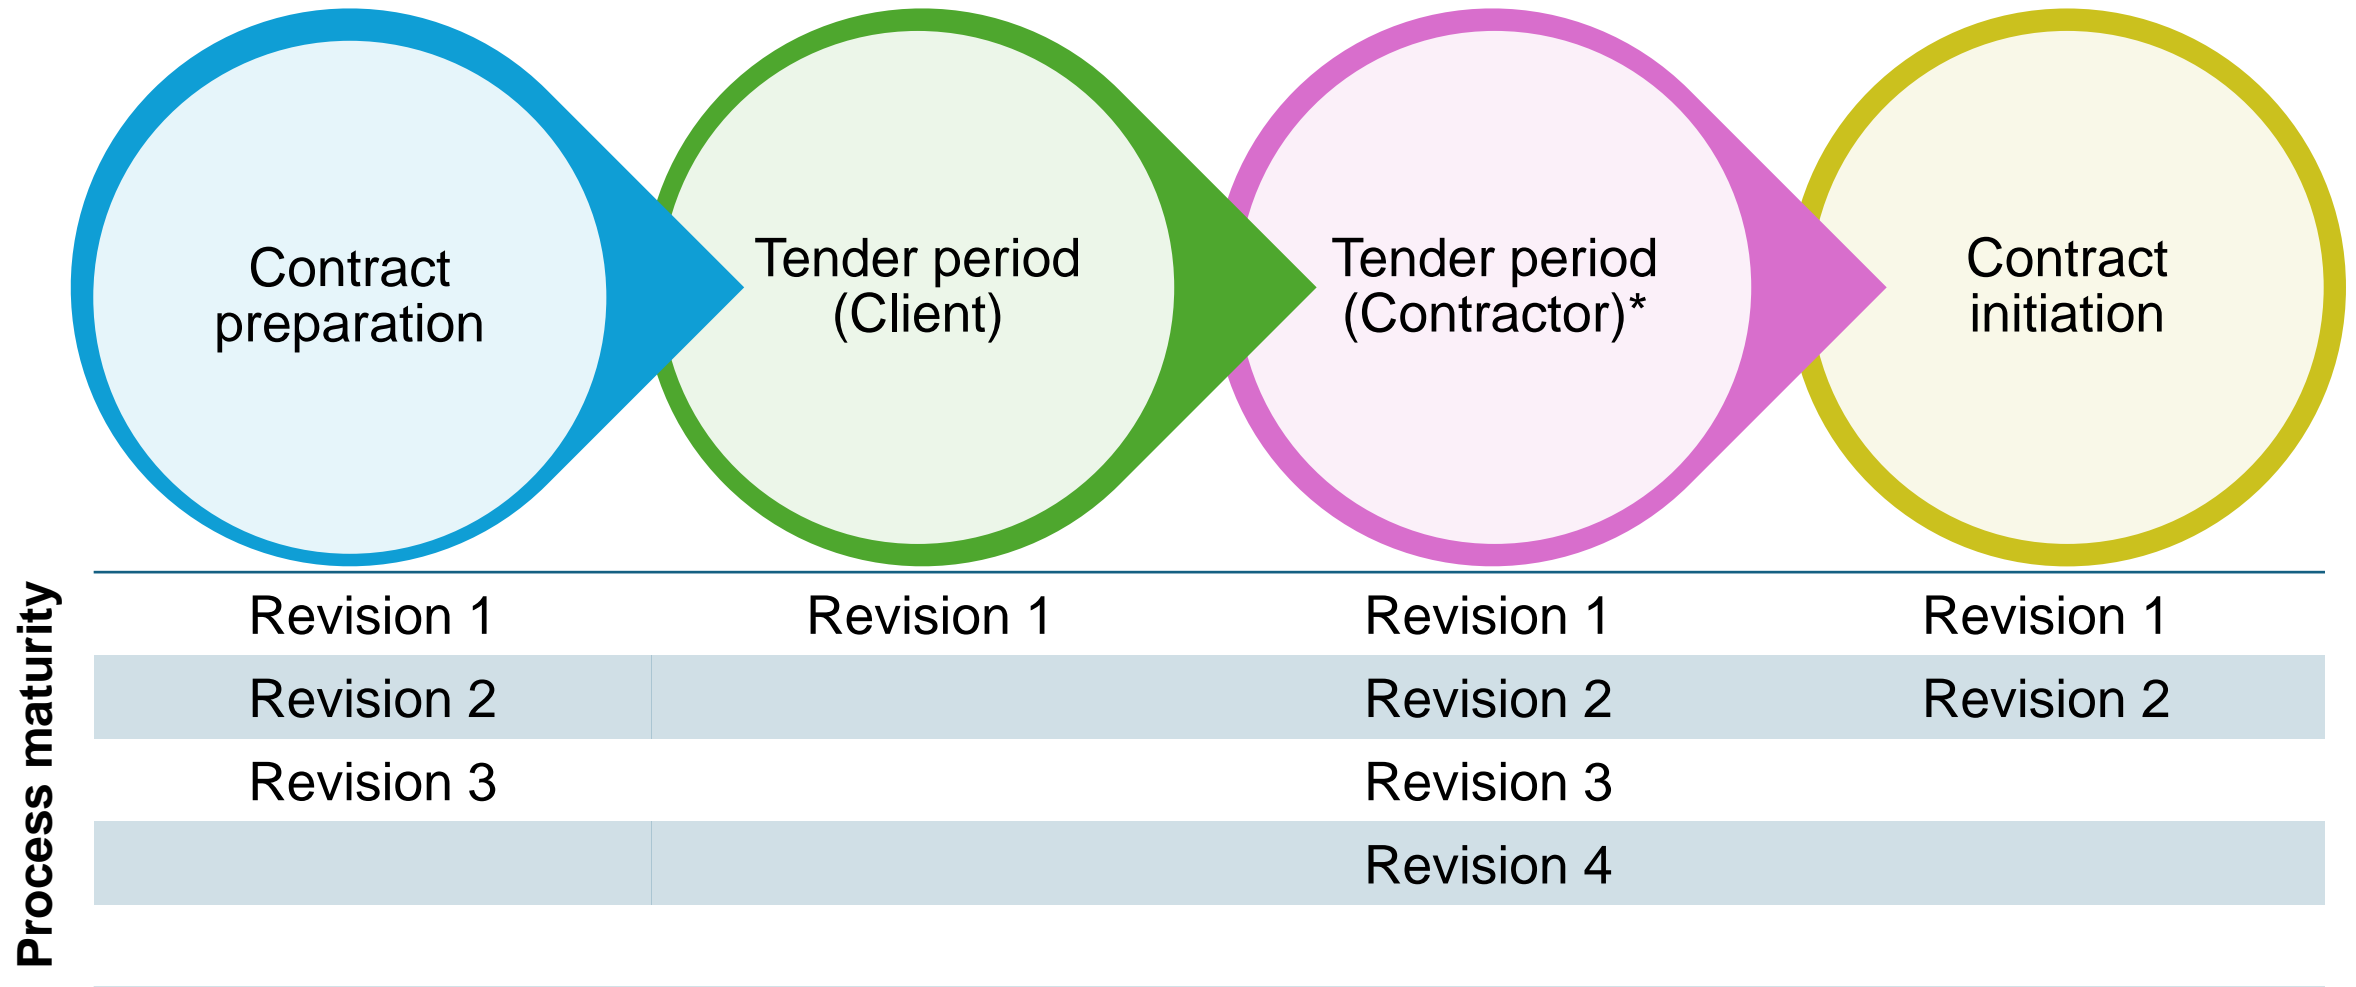 Contract
preparation
Tender period
(Client)
Tender period
(Contractor)*
Contract
initiation
Process maturity
Revision 1
Revision 1
Revision 1
Revision 1
Revision 2
Revision 2
Revision 2
Revision 3
Revision 3
Revision 4